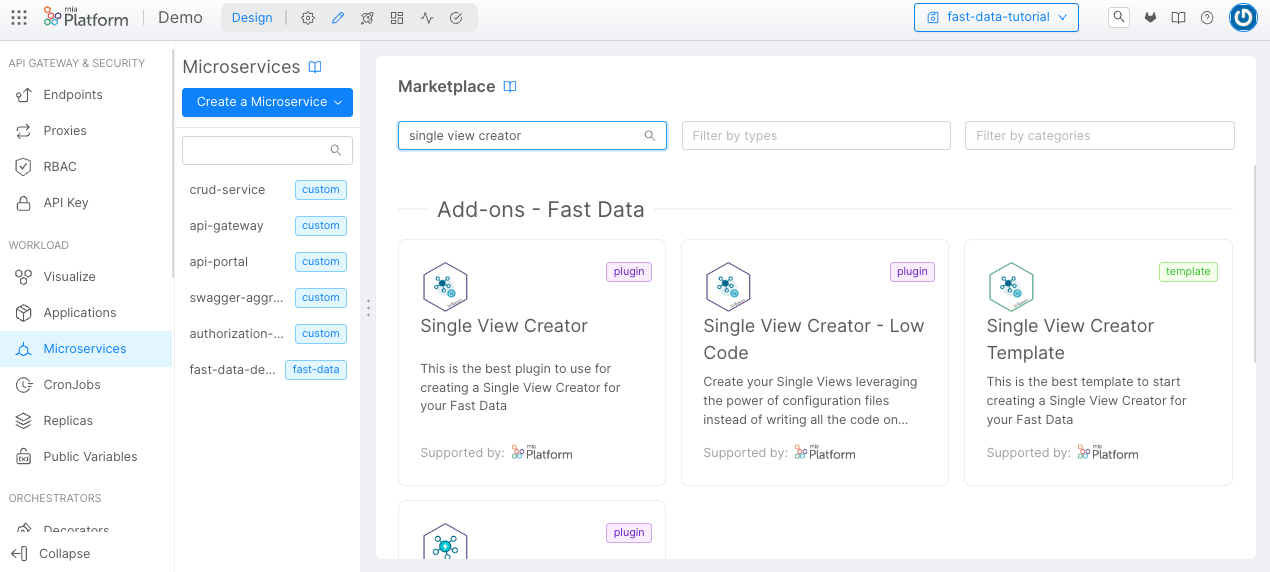 mia
Platform
Demo
Design
fast-data-tutorial
API GATEWAY & SECURITY
Endpoints
Proxies
RBAC
API Key
WORKLOAD
Visualize
Applications
Microservices
CronJobs
Replicas
Public Variables
ORCHESTRATORS
Decorators
Collapse
Microservices
Create a Microservice
crud-service custom
api-gateway custom
api-portal custom
swagger-aggr... custom
authorization-... custom
fast-data-de... fast-data
Marketplace
single view creator
Filter by types
Filter by categories
Add-ons - Fast Data
plugin
Single View Creator
This is the best plugin to use for
creating a Single View Creator for
your Fast Data
Supported by: mia Platform
plugin
Single View Creator - Low
Code
Create your Single Views leveraging
the power of configuration files
instead of writing all the code on...
Supported by: mia Platform
template
Single View Creator
Template
This is the best template to start
creating a Single View Creator for
your Fast Data
Supported by: mia Platform
plugin